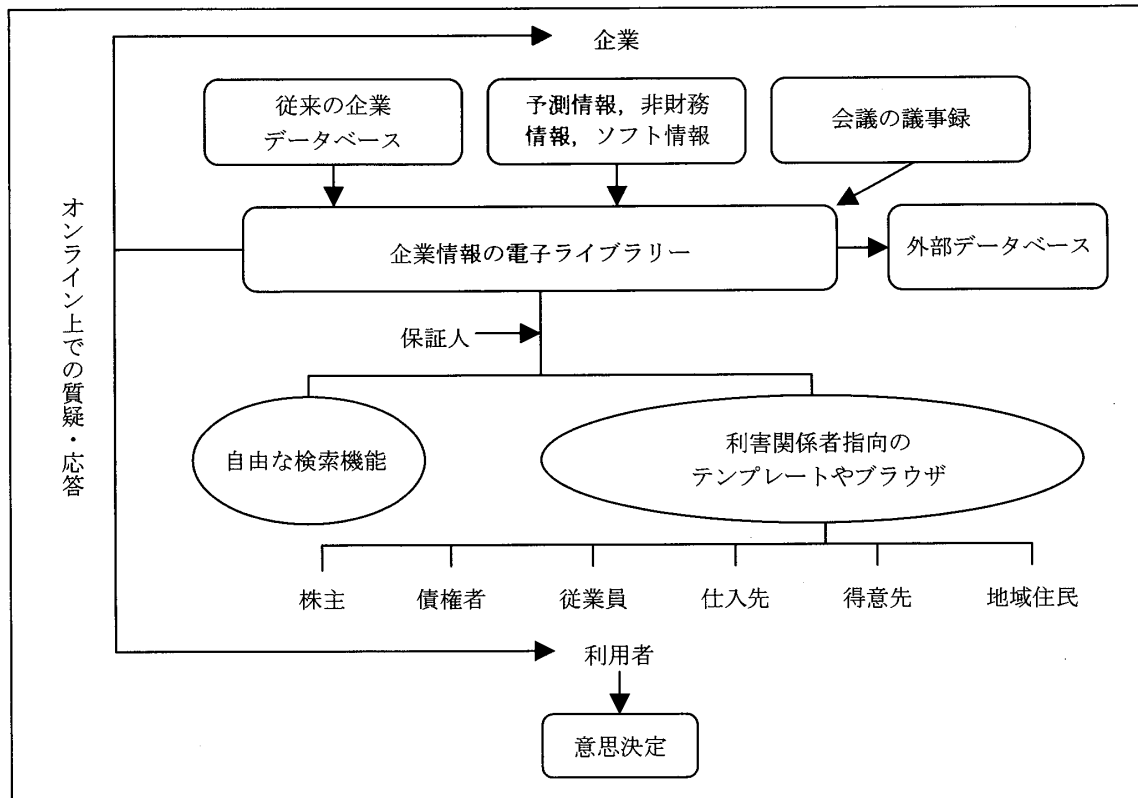 企業
従来の企業
データベース
予測情報，非財務
情報，ソフト情報
会議の議事録
オンライン上での質疑・応答
企業情報の電子ライブラリー
外部データベース
保証人
自由な検索機能
利害関係者指向の
テンプレートやブラウザ
株主
債権者
従業員
仕入先
得意先
地域住民
利用者
意思決定